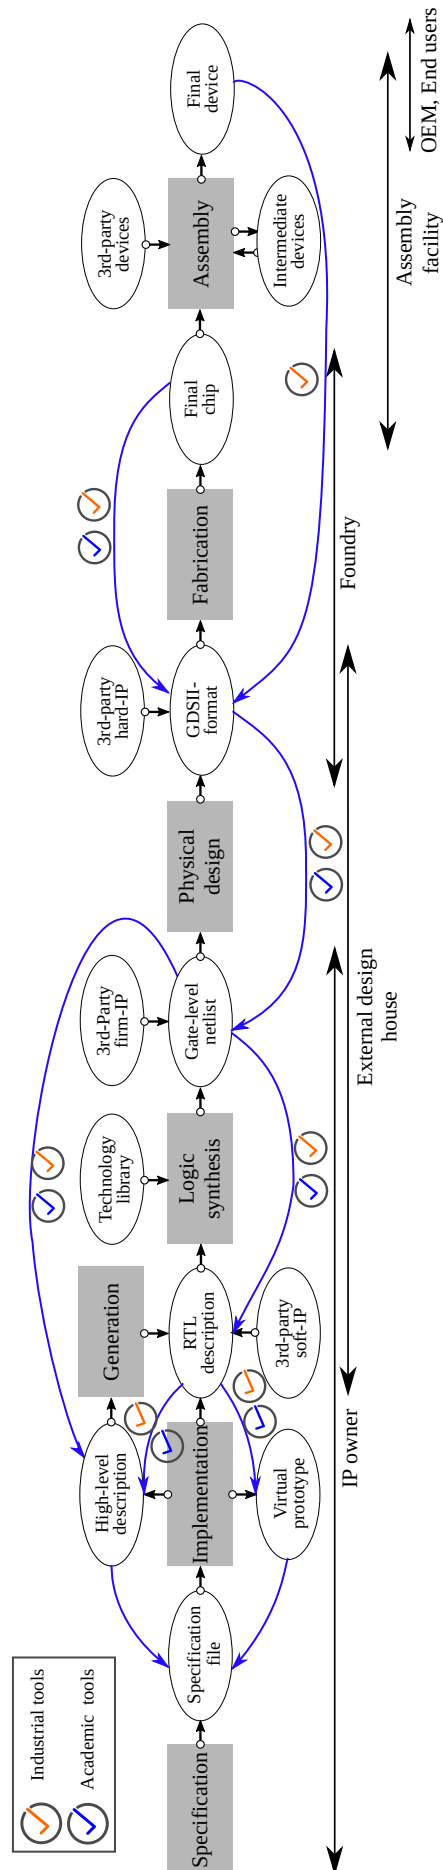 Industrial tools
Academic tools
Specification
Specification
file
High-level
description
Implementation
Virtual
prototype
Generation
RTL
description
3rd-party
soft-IP
Technology
library
Logic
synthesis
3rd-Party
firm-IP
Gate-level
netlist
Physical
design
3rd-party
hard-IP
GDSII-
format
Fabrication
Final
chip
3rd-party
devices
Assembly
Intermediate
devices
Final
device
IP owner
External design
house
Foundry
Assembly
facility
OEM, End users